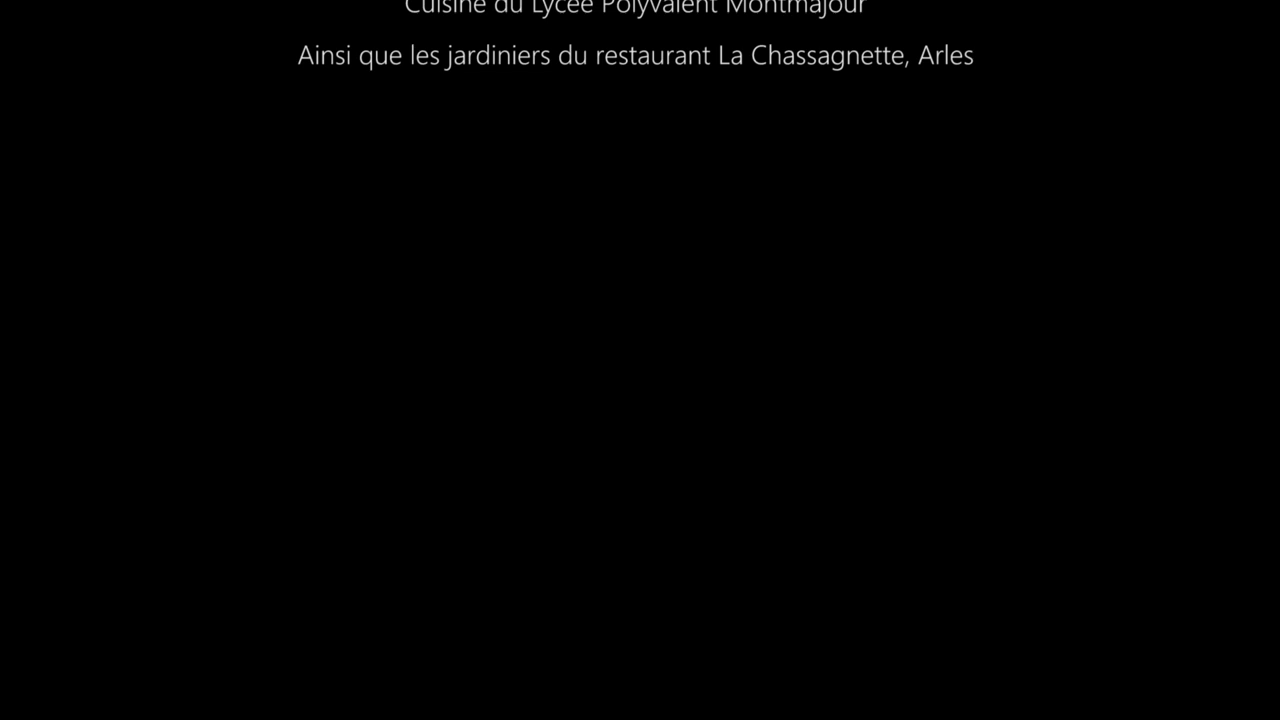 Cuisine du Lycée Polyvalent Montmajour
Ainsi que les jardiniers du restaurant La Chassagnette, Arles